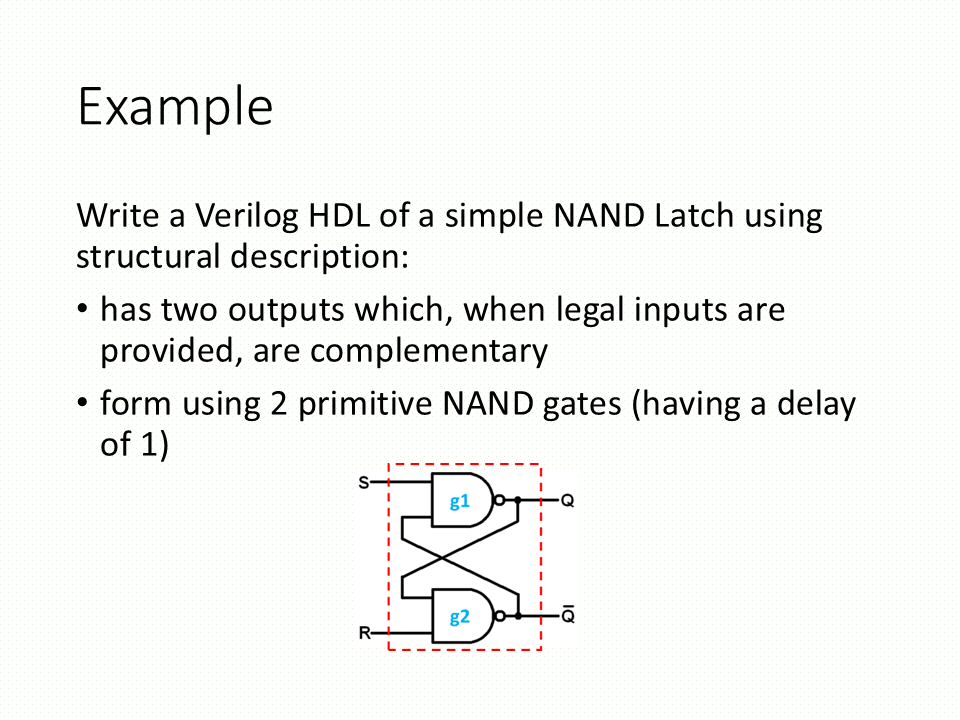 Example
Write a Verilog HDL of a simple NAND Latch using
structural description:
• has two outputs which, when legal inputs are
provided, are complementary
• form using 2 primitive NAND gates (having a delay
of 1)
S
g1
Q
g2
Q̅
R